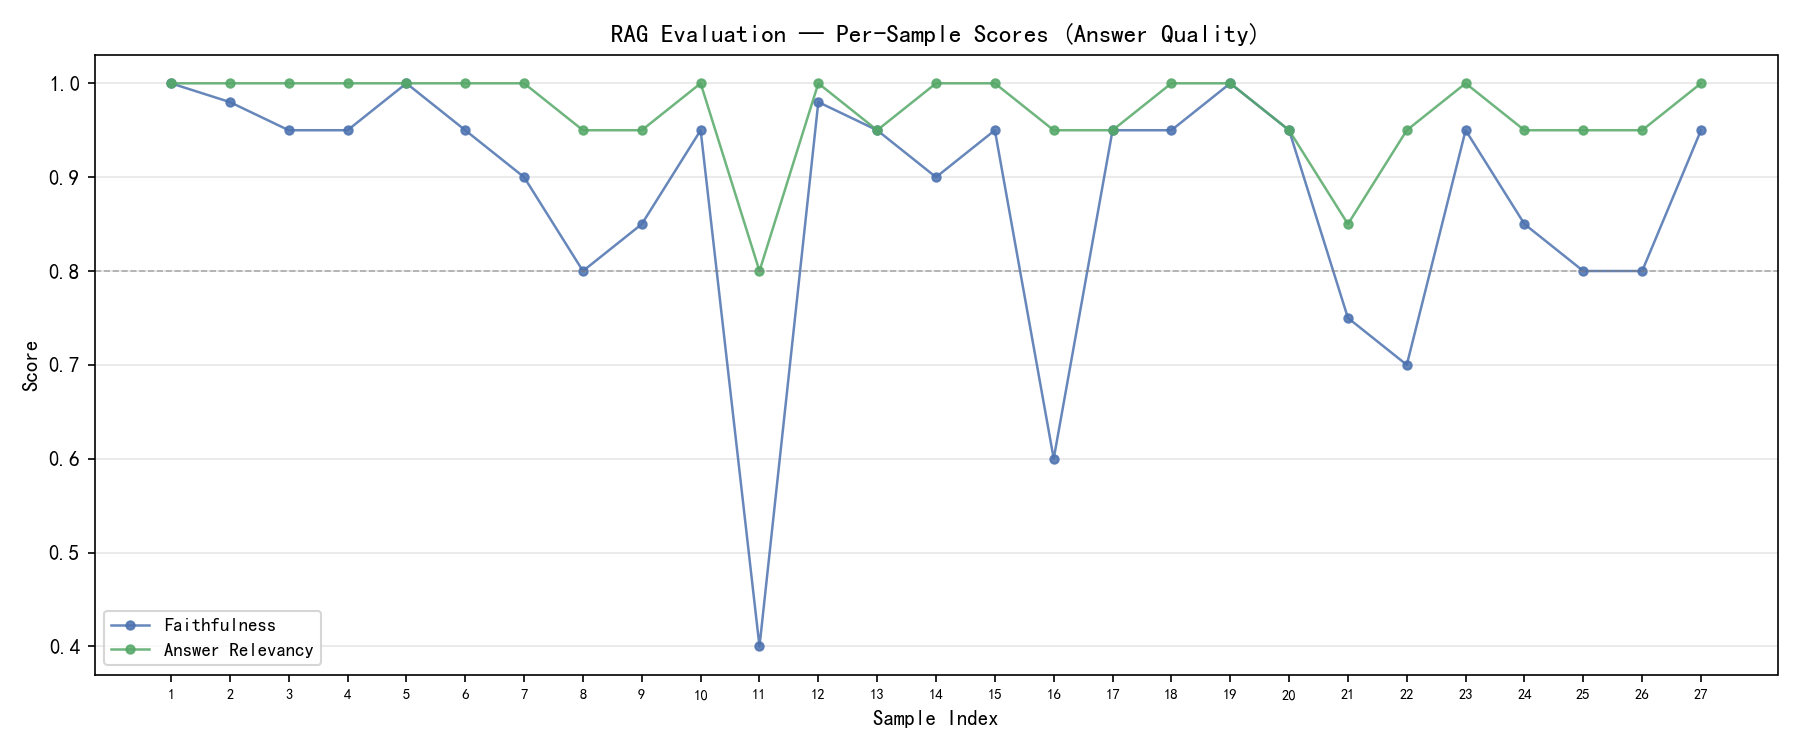 RAG Evaluation — Per-Sample Scores (Answer Quality)
1.0
0.9
0.8
0.7
0.6
0.5
0.4
Score
Faithfulness
Answer Relevancy
1 2 3 4 5 6 7 8 9 10 11 12 13 14 15 16 17 18 19 20 21 22 23 24 25 26 27
Sample Index